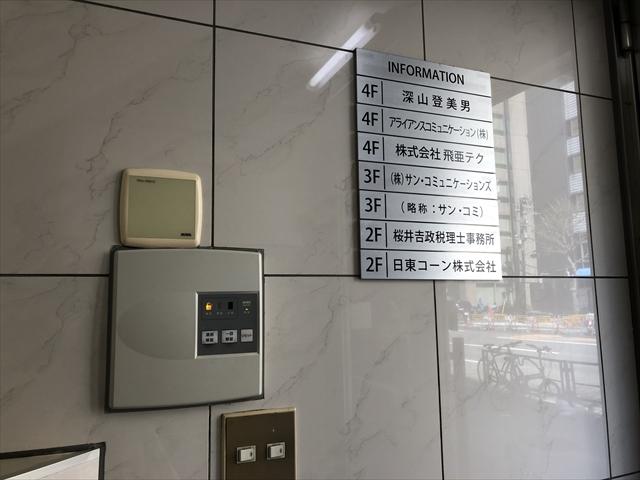 INFORMATION
4F 深山登美男
4F アライアンスコミュニケーション(株)
4F 株式会社 飛亜テク
3F (株)サン・コミュニケーションズ
3F (略称:サン・コミ)
2F 桜井吉政税理士事務所
2F 日東コーン株式会社